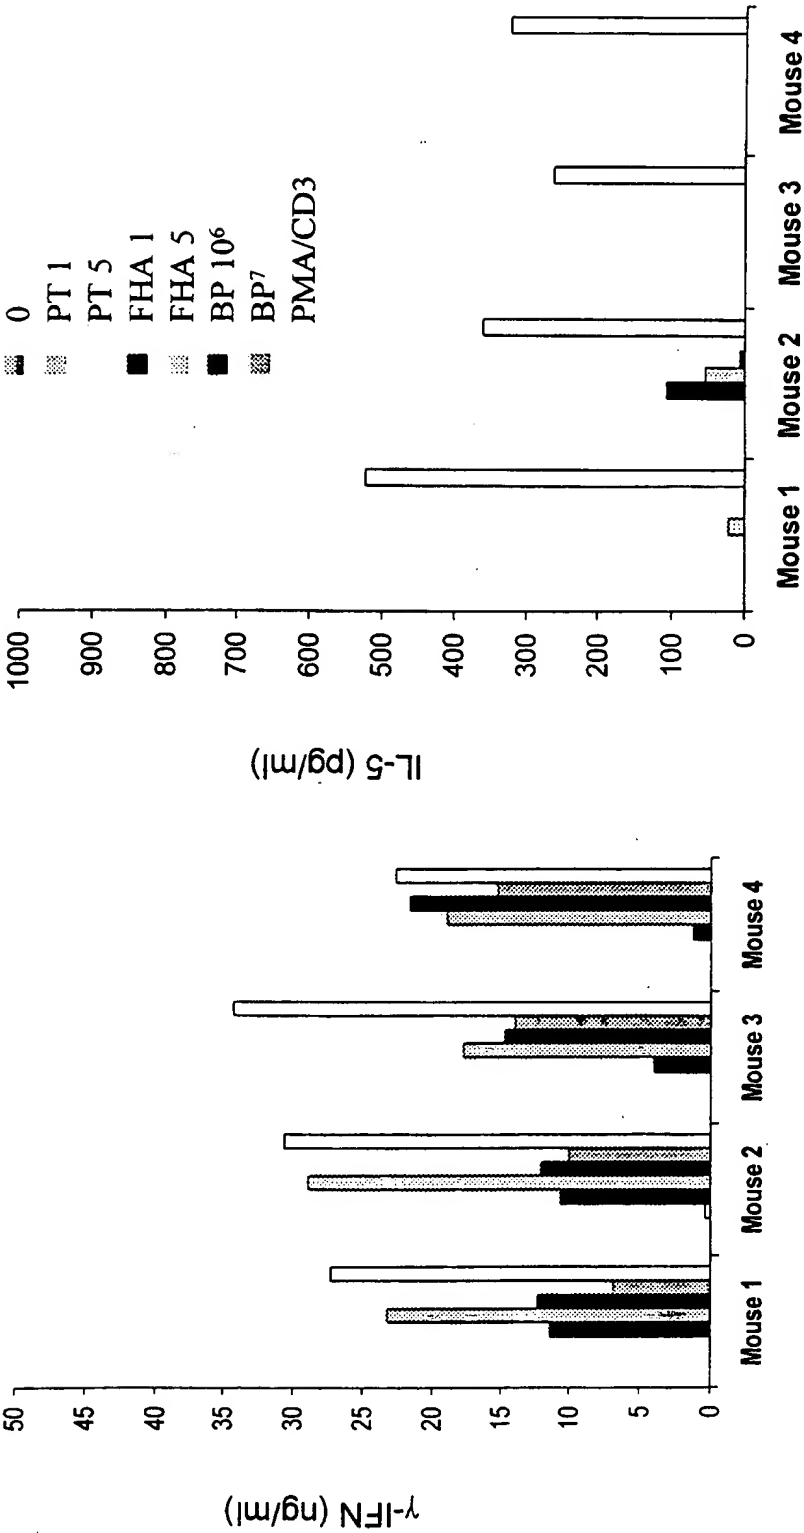 γ-IFN (ng/ml)
50
45
40
35
30
25
20
15
10
5
0
Mouse 1
Mouse 2
Mouse 3
Mouse 4
IL-5 (pg/ml)
1000
900
800
700
600
500
400
300
200
100
0
Mouse 1
Mouse 2
Mouse 3
Mouse 4
0
PT 1
PT 5
FHA 1
FHA 5
BP 10⁶
BP⁷
PMA/CD3